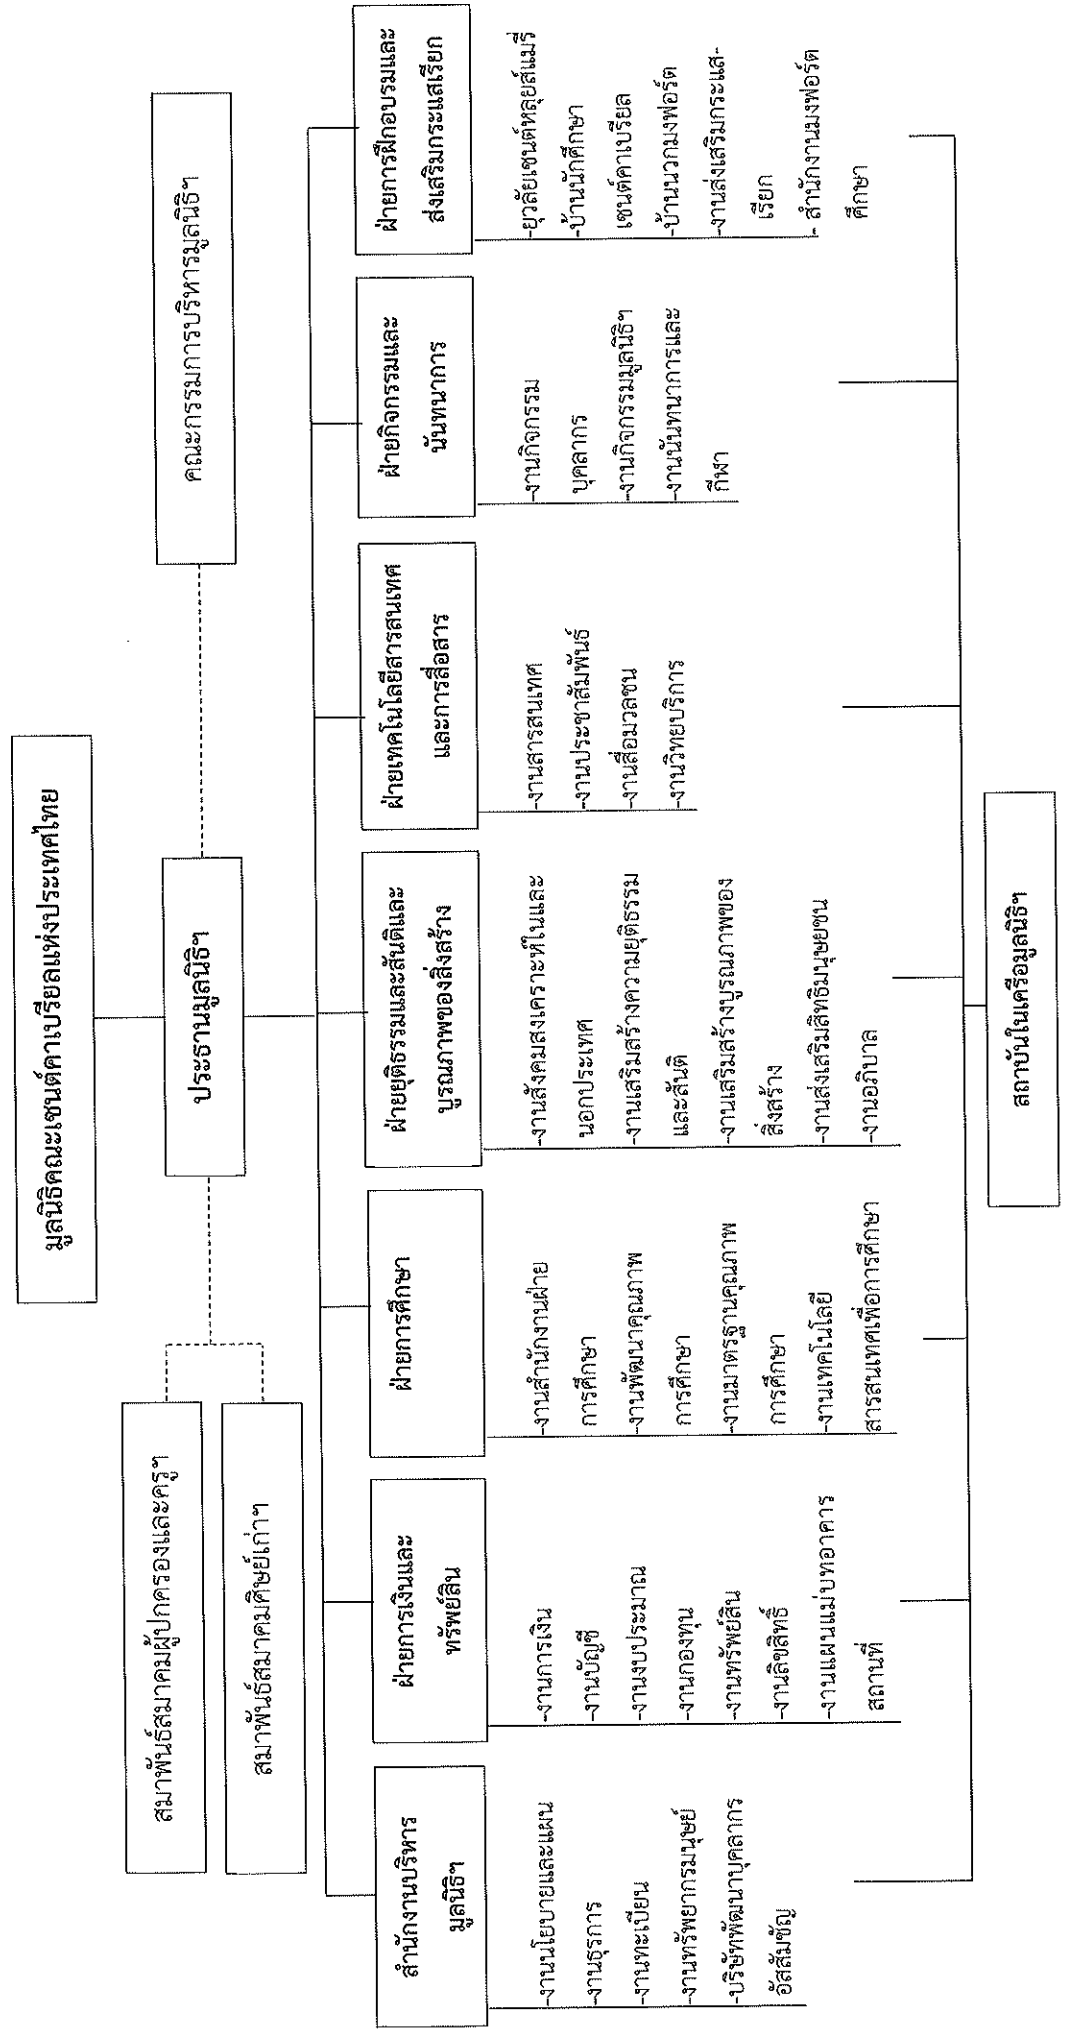 มูลนิธิคณะเซนต์คาเบรียลแห่งประเทศไทย
ประธานมูลนิธิฯ
คณะกรรมการบริหารมูลนิธิฯ
สมาพันธ์สมาคมผู้ปกครองและครูฯ
สมาพันธ์สมาคมศิษย์เก่าฯ
สำนักงานบริหาร
มูลนิธิฯ
-งานนโยบายและแผน
-งานธุรการ
-งานทะเบียน
-งานทรัพยากรมนุษย์
-บริษัทพัฒนาบุคลากร
อัสสัมชัญ
ฝ่ายการเงินและ
ทรัพย์สิน
-งานการเงิน
-งานบัญชี
-งานงบประมาณ
-งานกองทุน
-งานทรัพย์สิน
-งานลิขสิทธิ์
-งานแผนแม่บทอาคาร
สถานที่
ฝ่ายการศึกษา
-งานสำนักงานฝ่าย
การศึกษา
-งานพัฒนาคุณภาพ
การศึกษา
-งานมาตรฐานคุณภาพ
การศึกษา
-งานเทคโนโลยี
สารสนเทศเพื่อการศึกษา
ฝ่ายยุติธรรมและสันติและ
บูรณภาพของสิ่งสร้าง
-งานสังคมสงเคราะห์ในและ
นอกประเทศ
-งานเสริมสร้างความยุติธรรม
และสันติ
-งานเสริมสร้างบูรณภาพของ
สิ่งสร้าง
-งานส่งเสริมสิทธิมนุษยชน
-งานอภิบาล
ฝ่ายเทคโนโลยีสารสนเทศ
และการสื่อสาร
-งานสารสนเทศ
-งานประชาสัมพันธ์
-งานสื่อมวลชน
-งานวิทยบริการ
ฝ่ายกิจกรรมและ
นันทนาการ
-งานกิจกรรม
บุคลากร
-งานกิจกรรมมูลนิธิฯ
-งานนันทนาการและ
กีฬา
ฝ่ายการฝึกอบรมและ
ส่งเสริมกระแสเรียก
-ยุวลัยเซนต์หลุยส์แมรี
-บ้านนักศึกษา
เซนต์คาเบรียล
-บ้านนวกมงฟอร์ต
-งานส่งเสริมกระแส-
เรียก
- สำนักงานมงฟอร์ต
ศึกษา
สถาบันในเครือมูลนิธิฯ